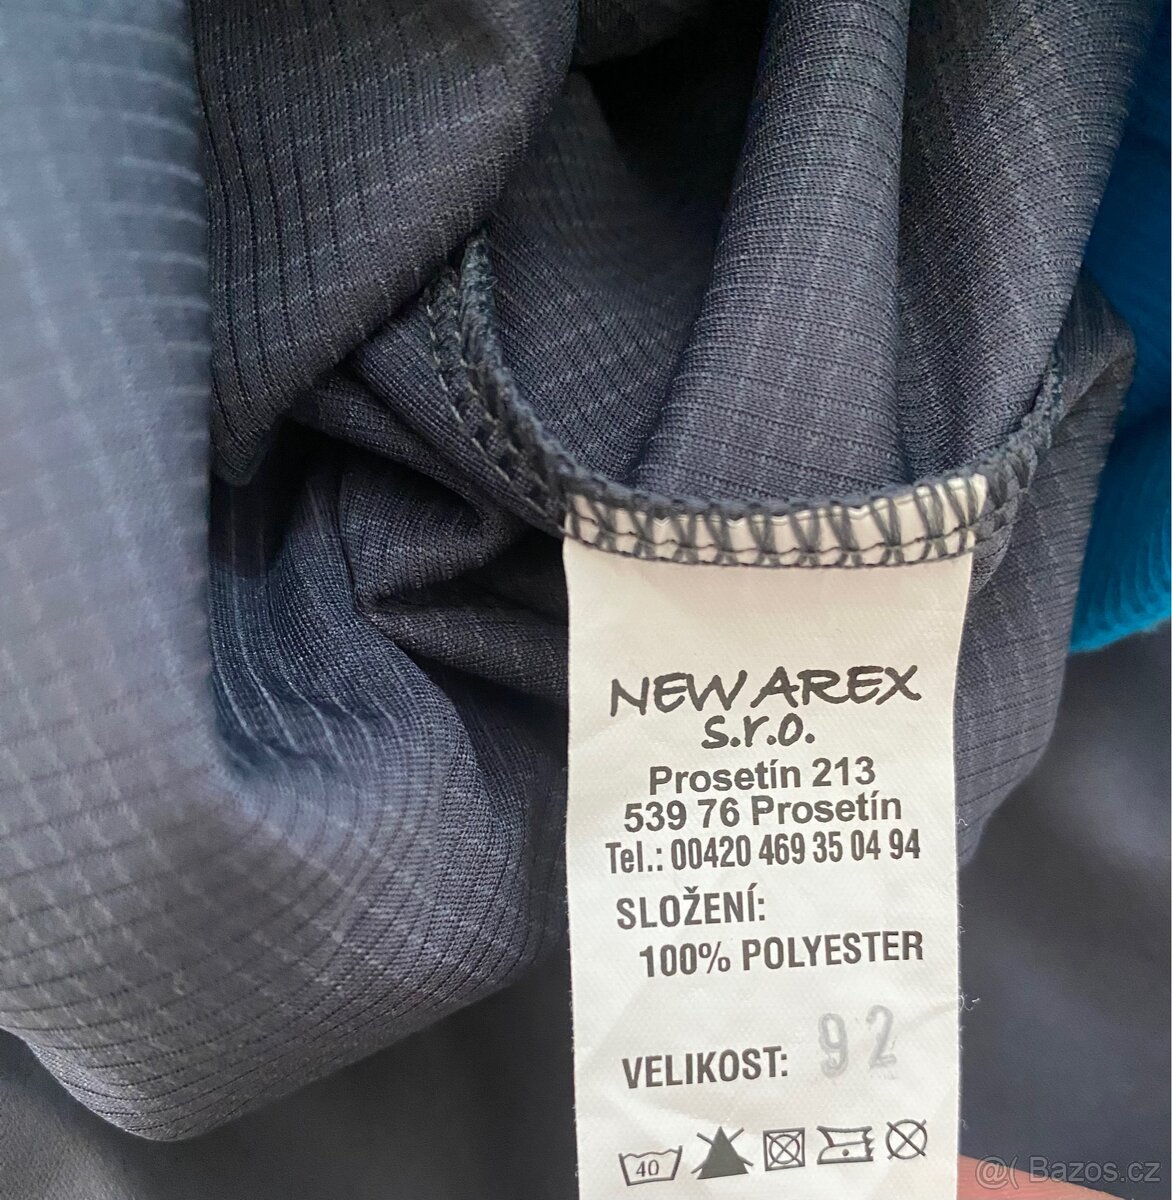 NEW AREX
s.r.o.
Prosetín 213
539 76 Prosetín
Tel.: 00420 469 35 04 94
SLOŽENÍ:
100% POLYESTER
VELIKOST: 92
40
@( Bazos.cz